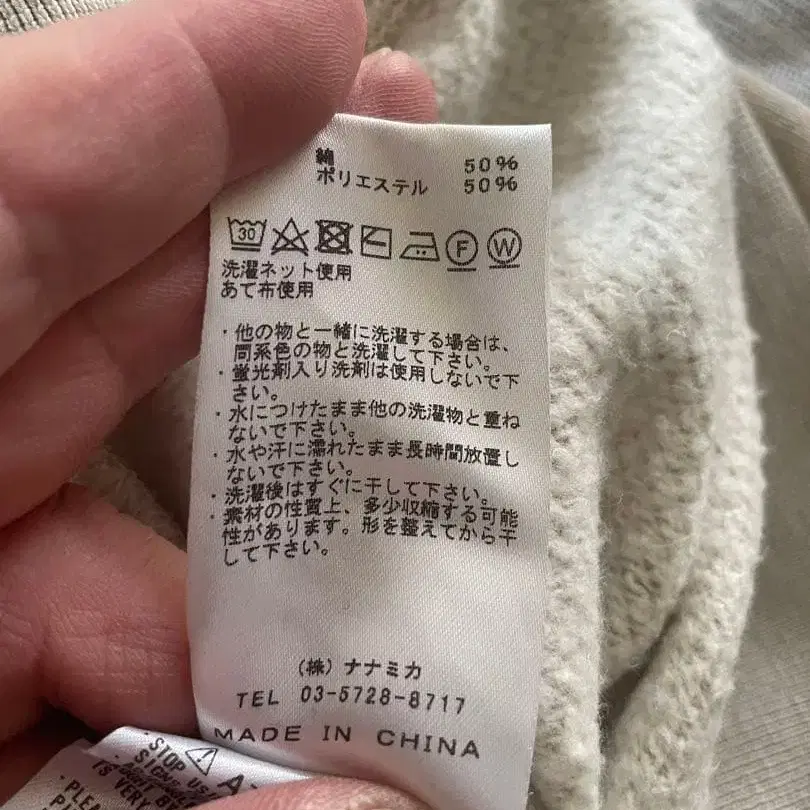 綿 50%
ポリエステル 50%
30
F W
洗濯ネット使用
あて布使用
・他の物と一緒に洗濯する場合は、
同系色の物と洗濯して下さい。
・蛍光剤入り洗剤は使用しないで下
さい。
・水につけたまま他の洗濯物と重ね
ないで下さい。
・水や汗に濡れたまま長時間放置し
ないで下さい。
・洗濯後はすぐに干して下さい。
・素材の性質上、多少収縮する可能
性があります。形を整えてから干
して下さい。
(株) ナナミカ
TEL 03-5728-8717
MADE IN CHINA
・STOP
IS VERY